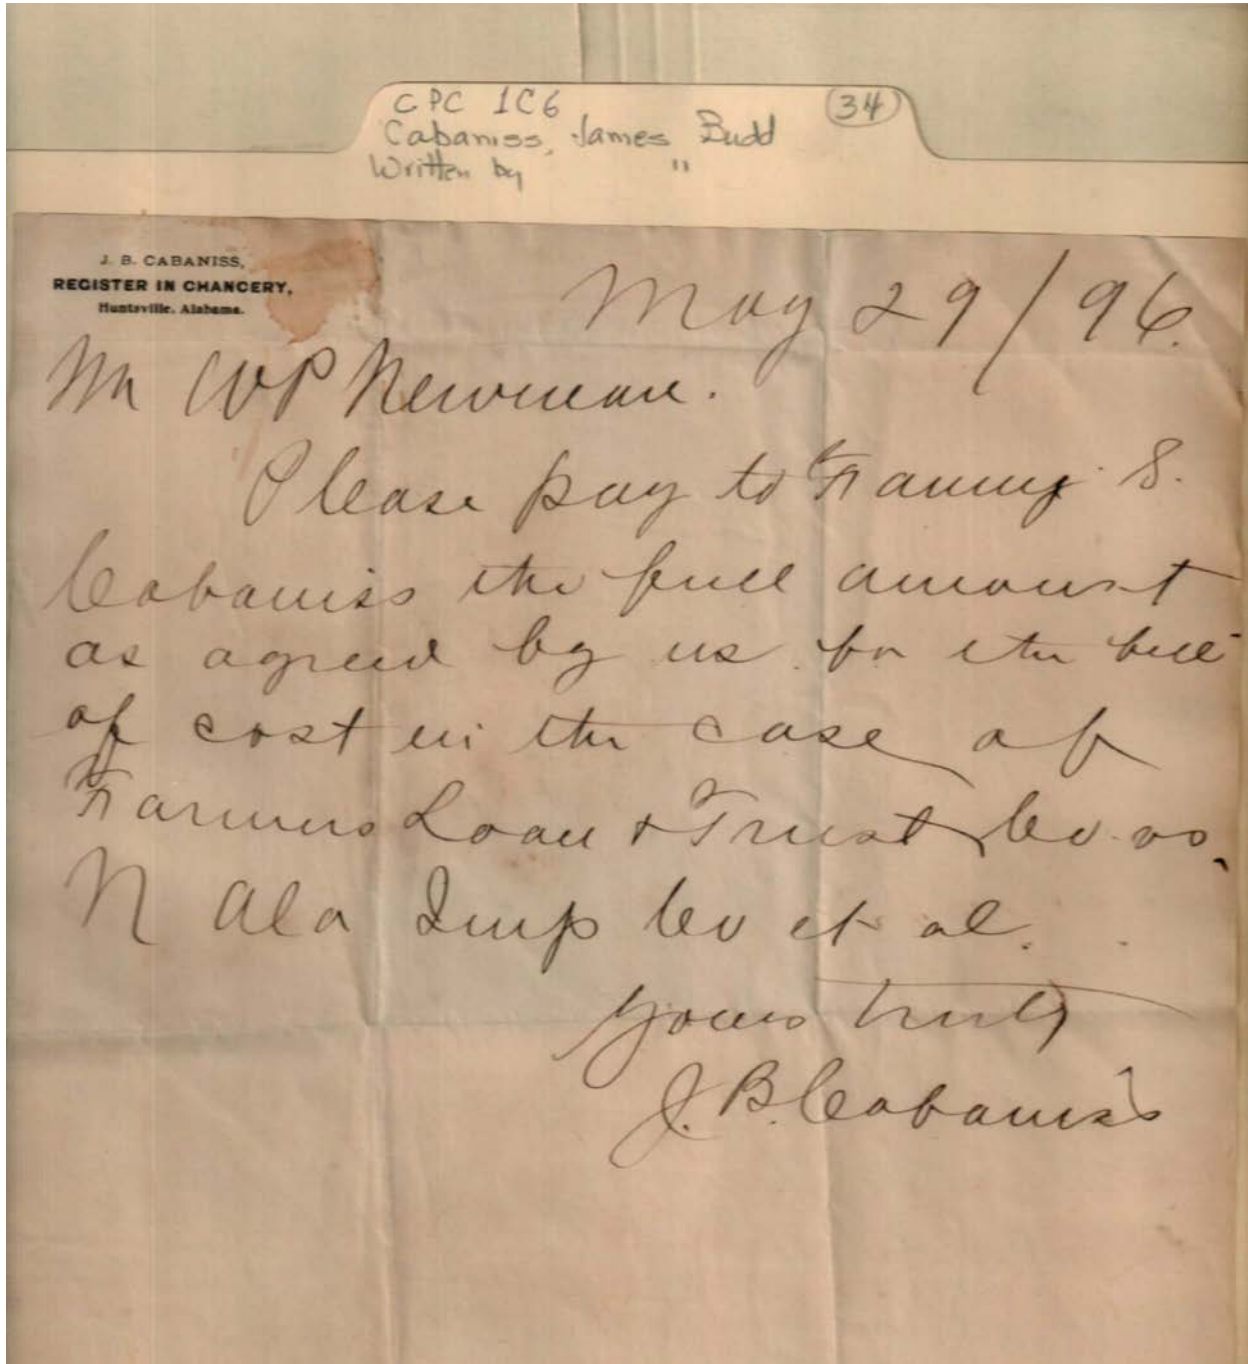 CPC 1C6
34
Cabaniss, James Budd
Written by "
J. B. CABANISS,
REGISTER IN CHANCERY,
Huntsville, Alabama.
May 29/96.
Mr WP Newman.
Please pay to Fanny S.
Cabaniss the full amount
as agreed by us for the bill
of cost in the case of
Farmers Loan & Trust Co. vs.
N Ala Imp Co et al.
Yours truly
J. B. Cabaniss